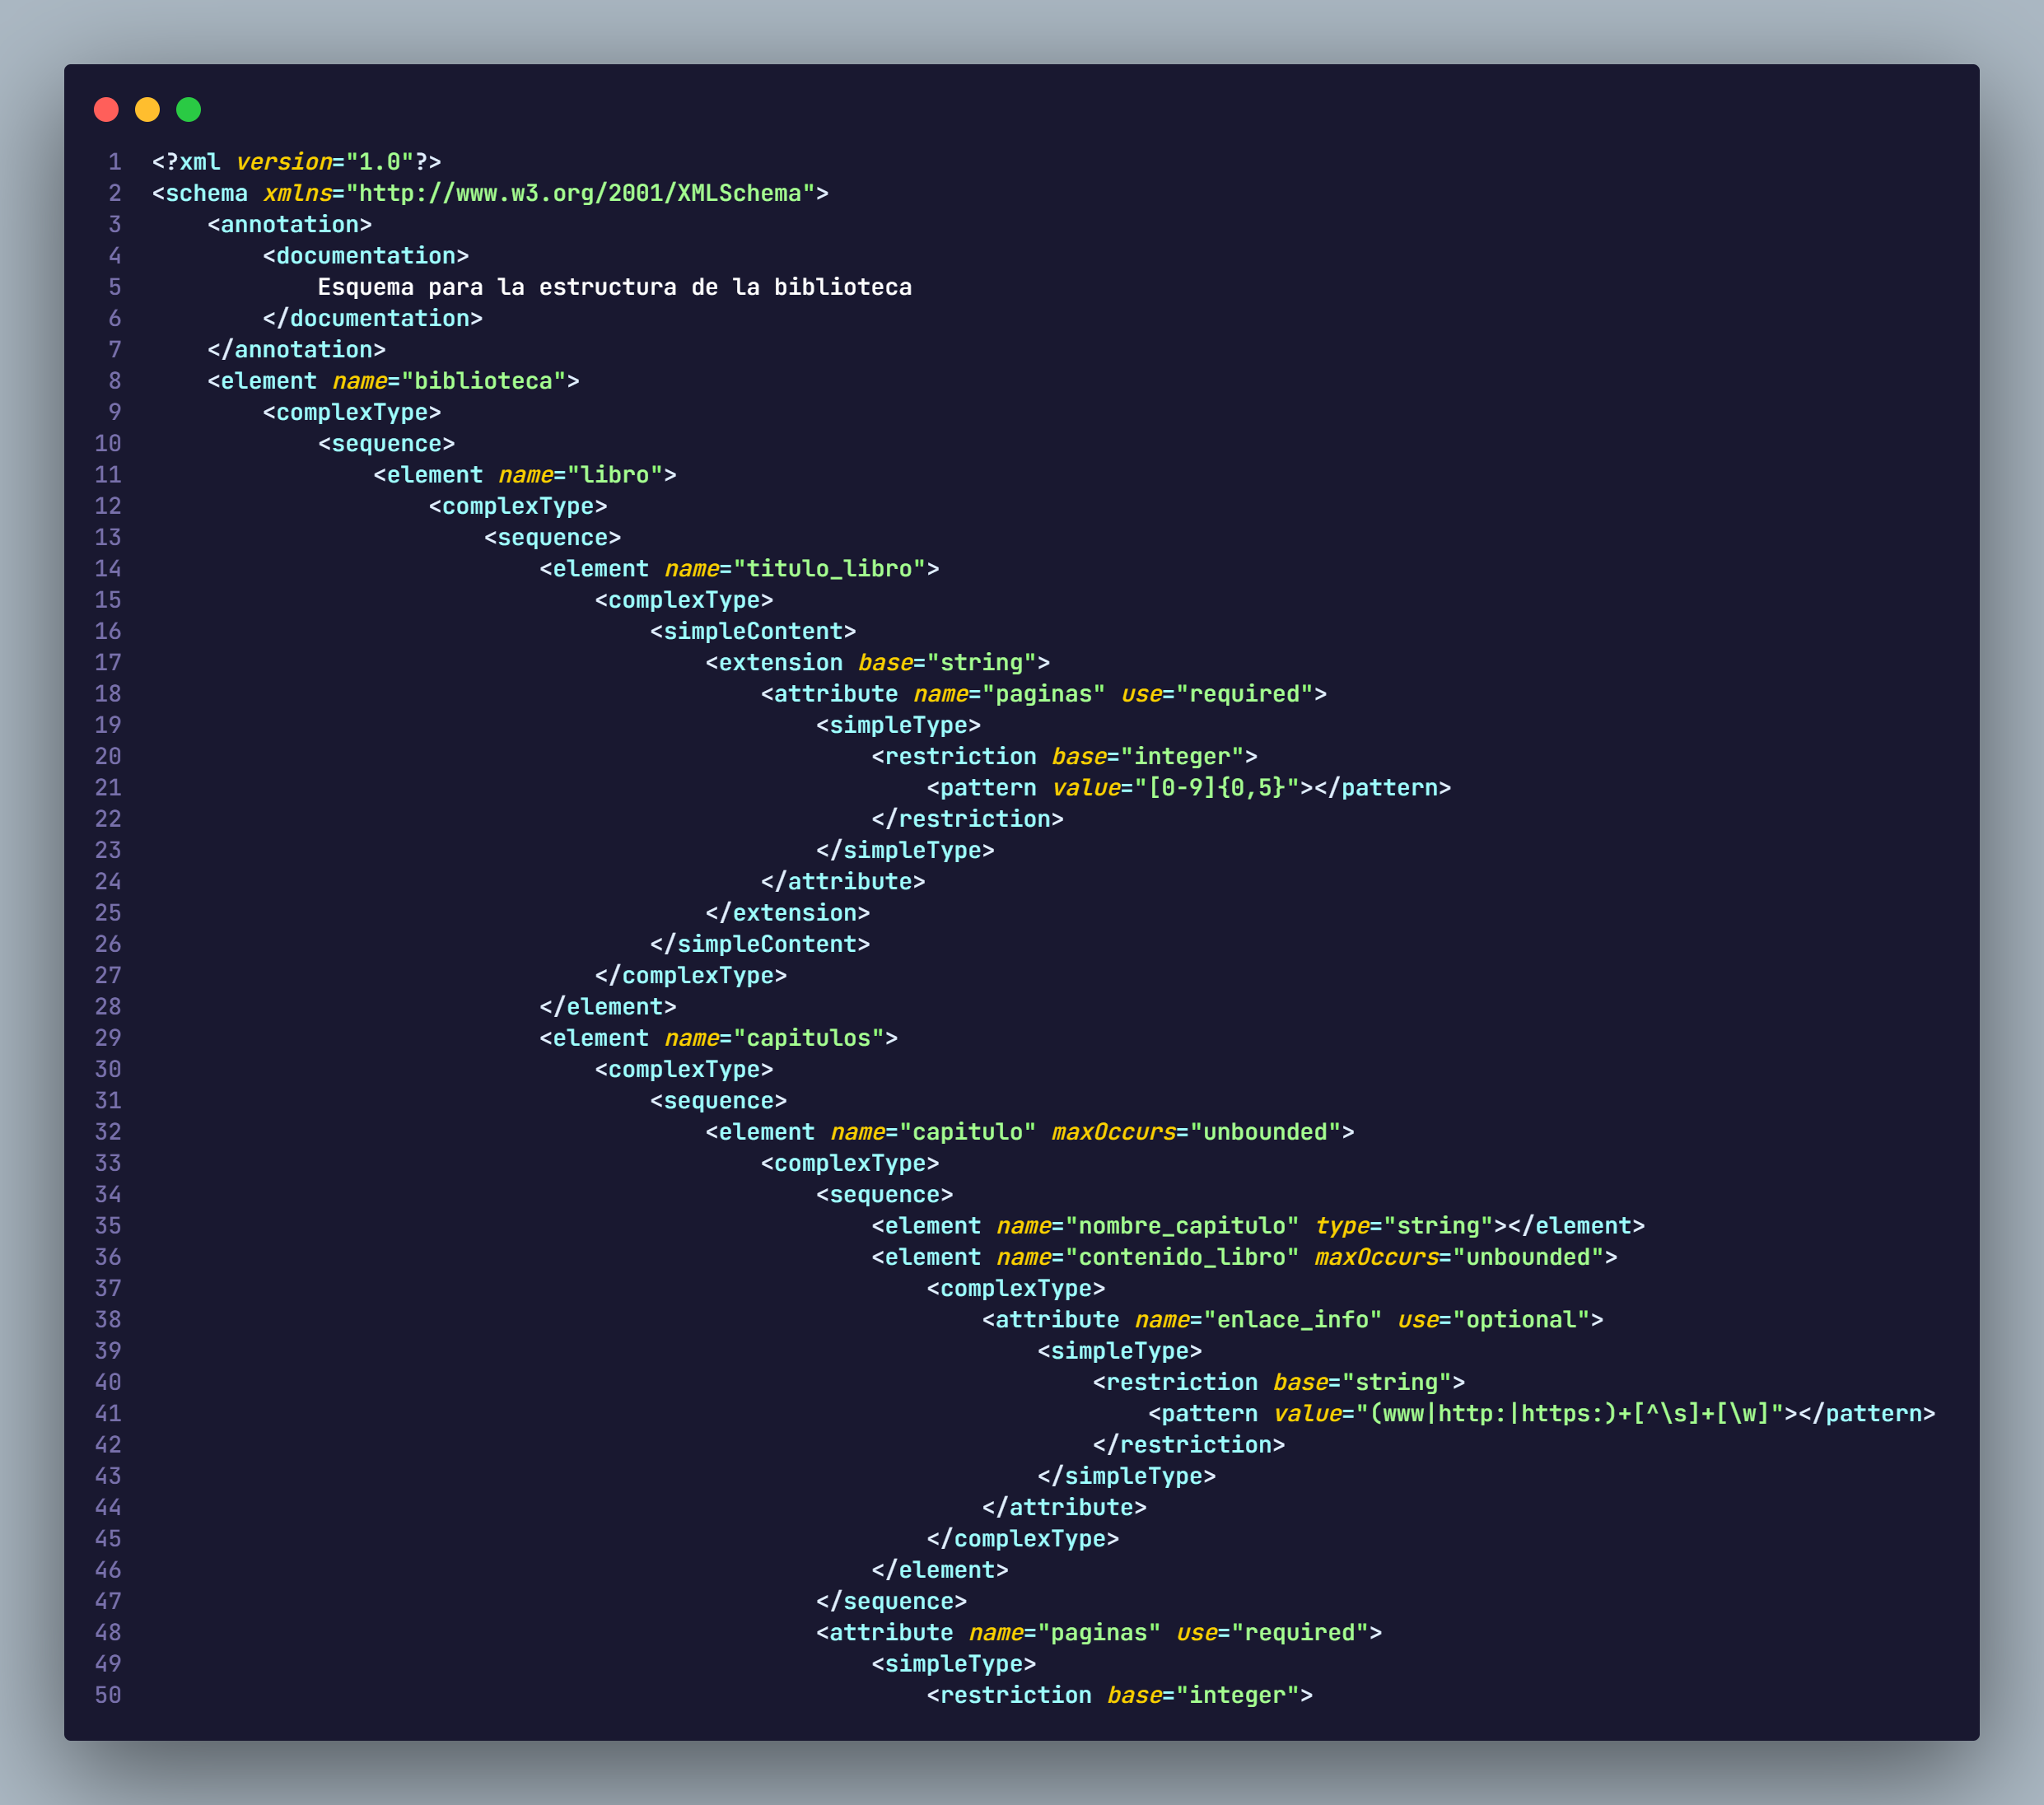 1 <?xml version="1.0"?>
2 <schema xmlns="http://www.w3.org/2001/XMLSchema">
3     <annotation>
4         <documentation>
5             Esquema para la estructura de la biblioteca
6         </documentation>
7     </annotation>
8     <element name="biblioteca">
9         <complexType>
10             <sequence>
11                 <element name="libro">
12                     <complexType>
13                         <sequence>
14                             <element name="titulo_libro">
15                                 <complexType>
16                                     <simpleContent>
17                                         <extension base="string">
18                                             <attribute name="paginas" use="required">
19                                                 <simpleType>
20                                                     <restriction base="integer">
21                                                         <pattern value="[0-9]{0,5}"></pattern>
22                                                     </restriction>
23                                                 </simpleType>
24                                             </attribute>
25                                         </extension>
26                                     </simpleContent>
27                                 </complexType>
28                             </element>
29                             <element name="capitulos">
30                                 <complexType>
31                                     <sequence>
32                                         <element name="capitulo" maxOccurs="unbounded">
33                                             <complexType>
34                                                 <sequence>
35                                                     <element name="nombre_capitulo" type="string"></element>
36                                                     <element name="contenido_libro" maxOccurs="unbounded">
37                                                         <complexType>
38                                                             <attribute name="enlace_info" use="optional">
39                                                                 <simpleType>
40                                                                     <restriction base="string">
41                                                                         <pattern value="(www|http:|https:)+[^\s]+[\w]"></pattern>
42                                                                     </restriction>
43                                                                 </simpleType>
44                                                             </attribute>
45                                                         </complexType>
46                                                     </element>
47                                                 </sequence>
48                                                 <attribute name="paginas" use="required">
49                                                     <simpleType>
50                                                         <restriction base="integer">